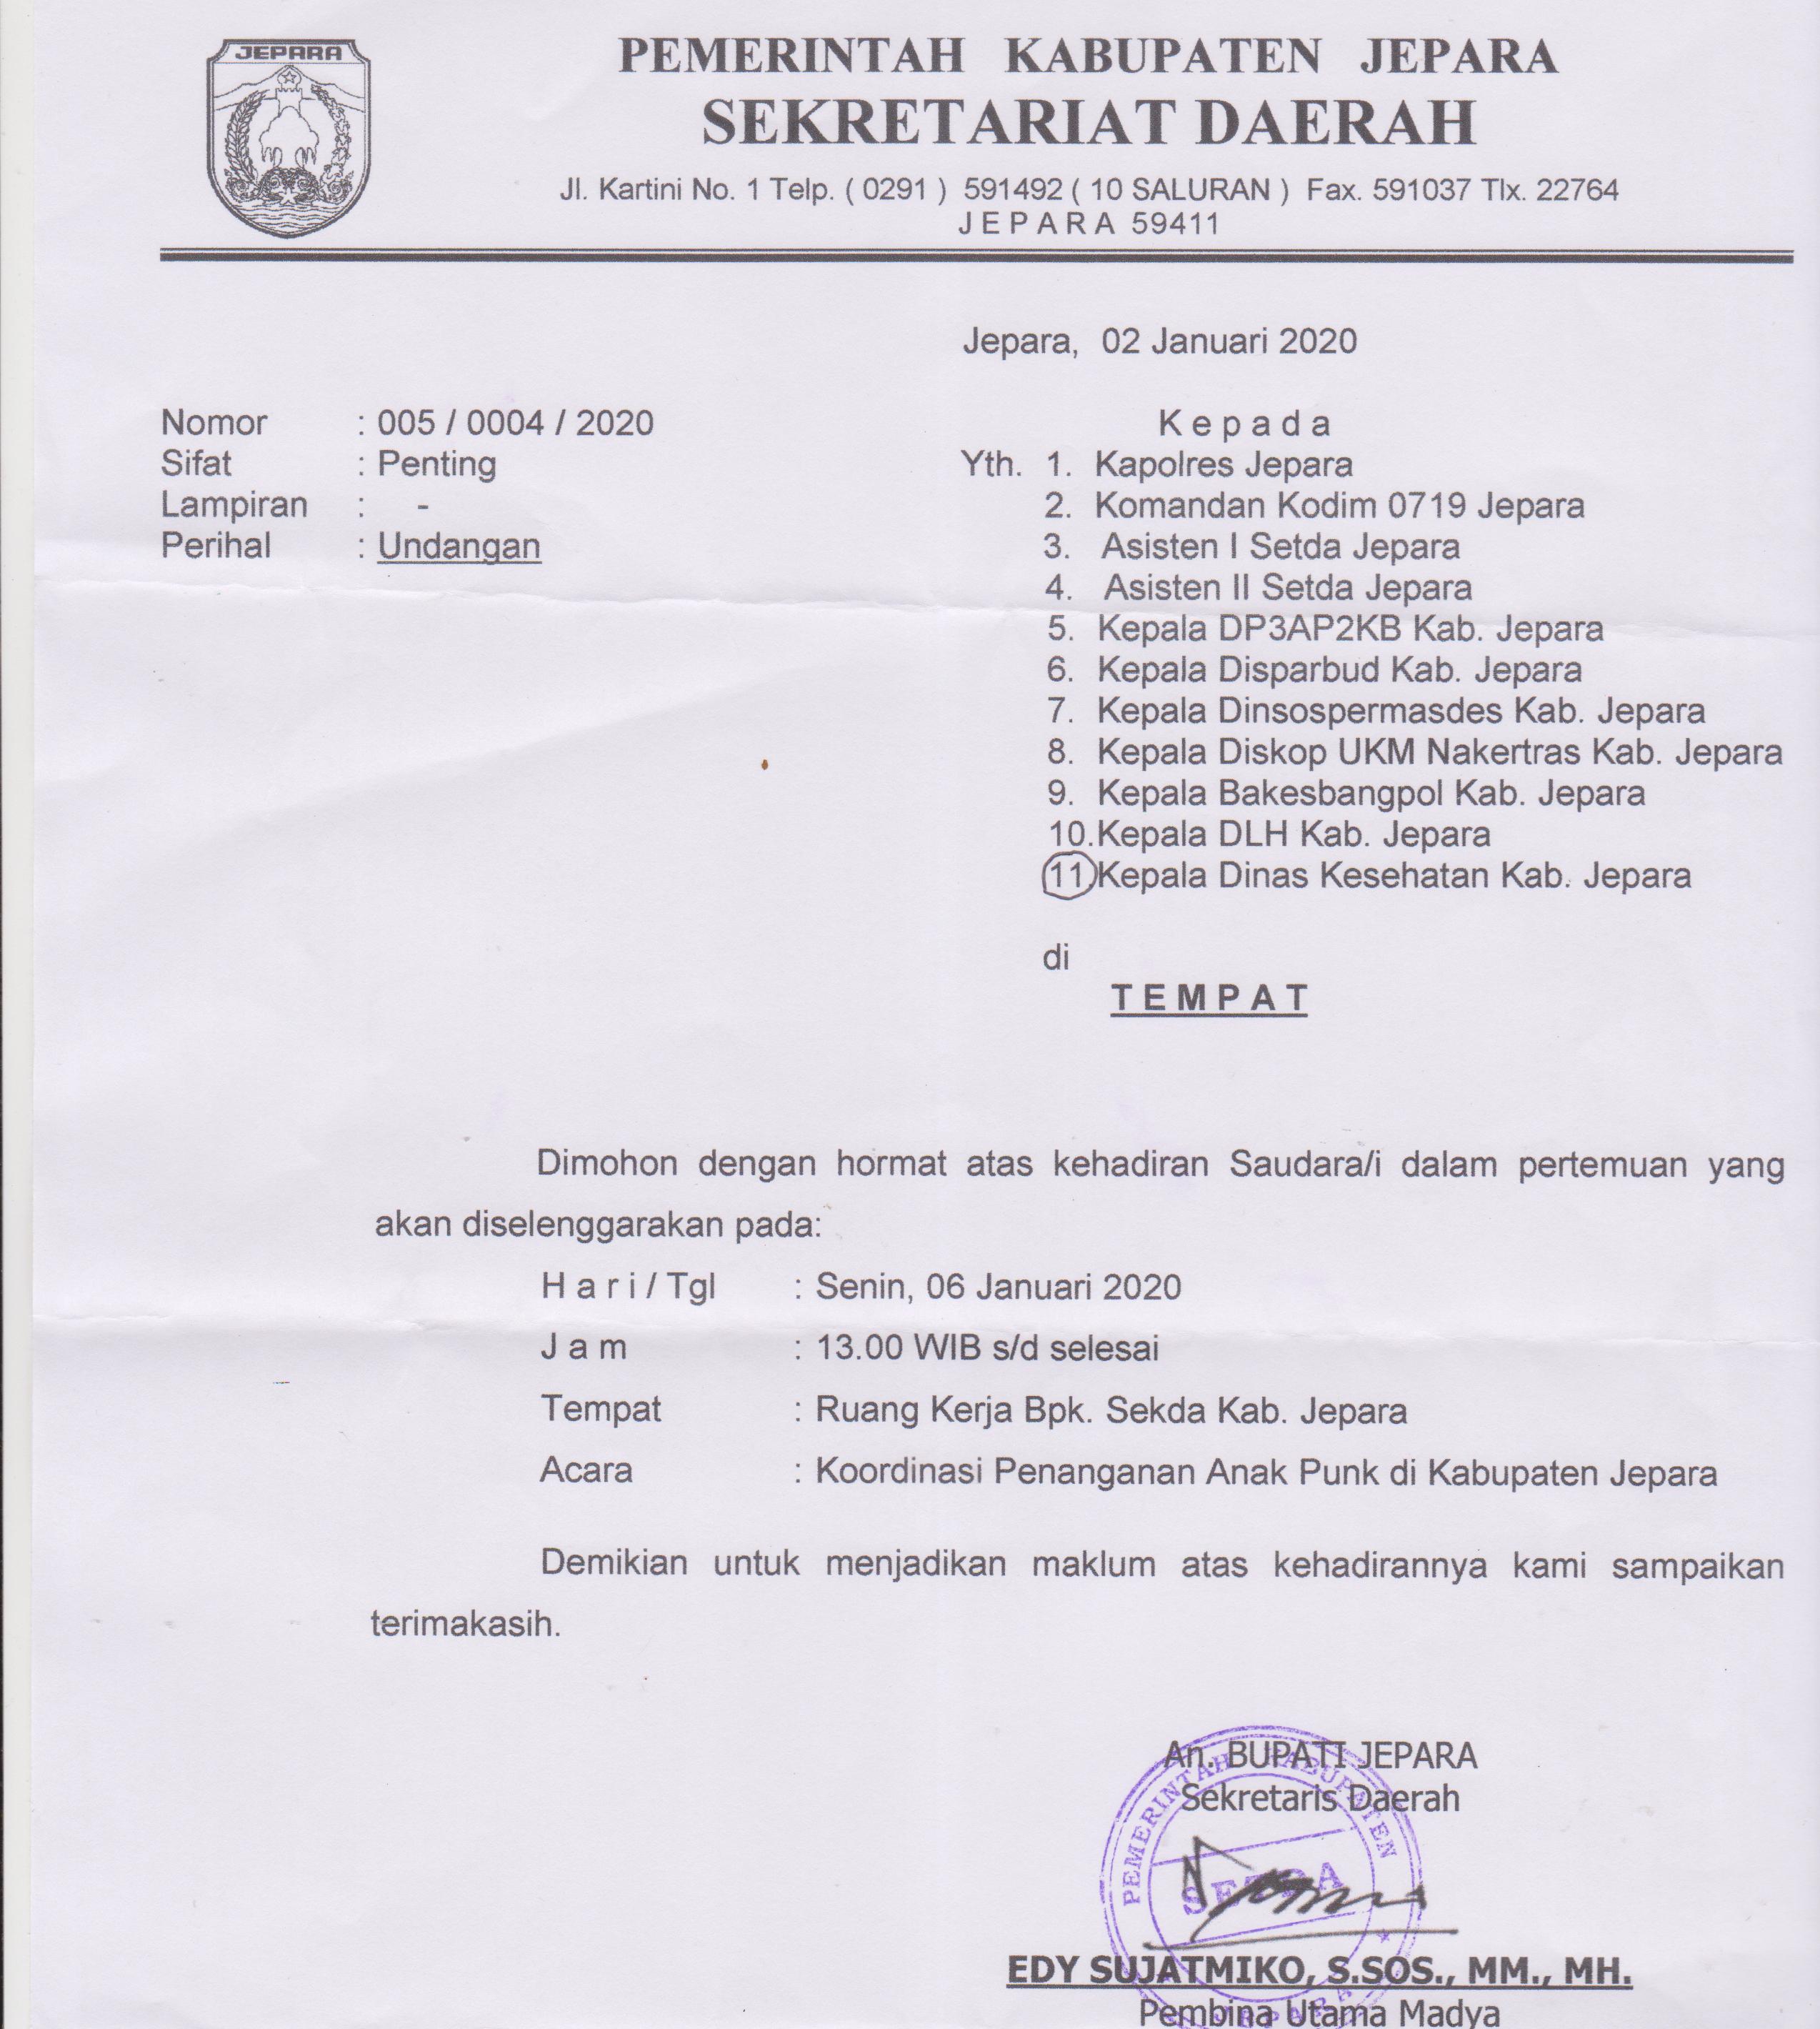 JEPARA
PEMERINTAH KABUPATEN JEPARA
SEKRETARIAT DAERAH
Jl. Kartini No. 1 Telp. ( 0291 ) 591492 ( 10 SALURAN ) Fax. 591037 Tlx. 22764
J E P A R A 59411
Jepara, 02 Januari 2020
Nomor : 005 / 0004 / 2020
Sifat : Penting
Lampiran : -
Perihal : Undangan
K e p a d a
Yth. 1. Kapolres Jepara
2. Komandan Kodim 0719 Jepara
3. Asisten I Setda Jepara
4. Asisten II Setda Jepara
5. Kepala DP3AP2KB Kab. Jepara
6. Kepala Disparbud Kab. Jepara
7. Kepala Dinsospermasdes Kab. Jepara
8. Kepala Diskop UKM Nakertras Kab. Jepara
9. Kepala Bakesbangpol Kab. Jepara
10.Kepala DLH Kab. Jepara
11.Kepala Dinas Kesehatan Kab. Jepara
di
T E M P A T
Dimohon dengan hormat atas kehadiran Saudara/i dalam pertemuan yang
akan diselenggarakan pada:
H a r i / Tgl : Senin, 06 Januari 2020
J a m : 13.00 WIB s/d selesai
Tempat : Ruang Kerja Bpk. Sekda Kab. Jepara
Acara : Koordinasi Penanganan Anak Punk di Kabupaten Jepara
Demikian untuk menjadikan maklum atas kehadirannya kami sampaikan
terimakasih.
An. BUPATI JEPARA
Sekretaris Daerah
PEMERINTAH KABUPATEN
SETDA
JEPARA
EDY SUJATMIKO, S.SOS., MM., MH.
Pembina Utama Madya